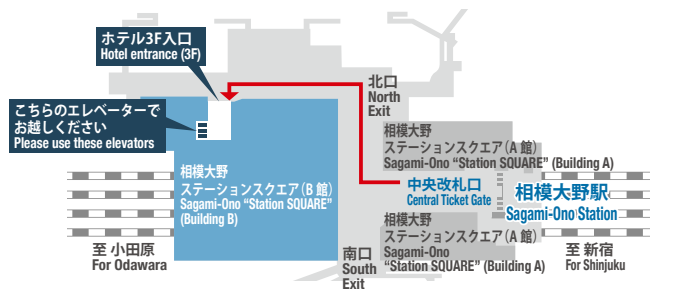 ホテル3F入口
Hotel entrance (3F)
こちらのエレベーターで
お越しください
Please use these elevators
北口
North
Exit
相模大野
ステーションスクエア(A 館)
Sagami-Ono “Station SQUARE” (Building A)
相模大野
ステーションスクエア(B 館)
Sagami-Ono “Station SQUARE”
(Building B)
中央改札口
Central Ticket Gate
相模大野駅
Sagami-Ono Station
相模大野
ステーションスクエア(A 館)
Sagami-Ono
“Station SQUARE” (Building A)
至 小田原
For Odawara
南口
South
Exit
至 新宿
For Shinjuku